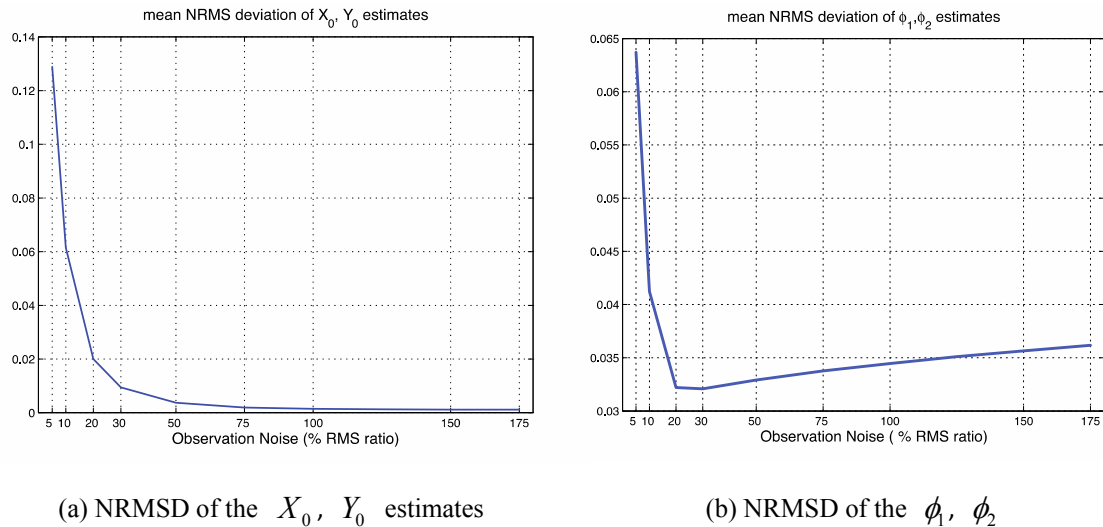 mean NRMS deviation of X₀, Y₀ estimates
0.14
0.12
0.1
0.08
0.06
0.04
0.02
0
5 10 20 30 50 75 100 150 175
Observation Noise (% RMS ratio)
(a) NRMSD of the X₀, Y₀ estimates
mean NRMS deviation of ϕ₁,ϕ₂ estimates
0.065
0.06
0.055
0.05
0.045
0.04
0.035
0.03
5 10 20 30 50 75 100 150 175
Observation Noise ( % RMS ratio)
(b) NRMSD of the ϕ₁, ϕ₂